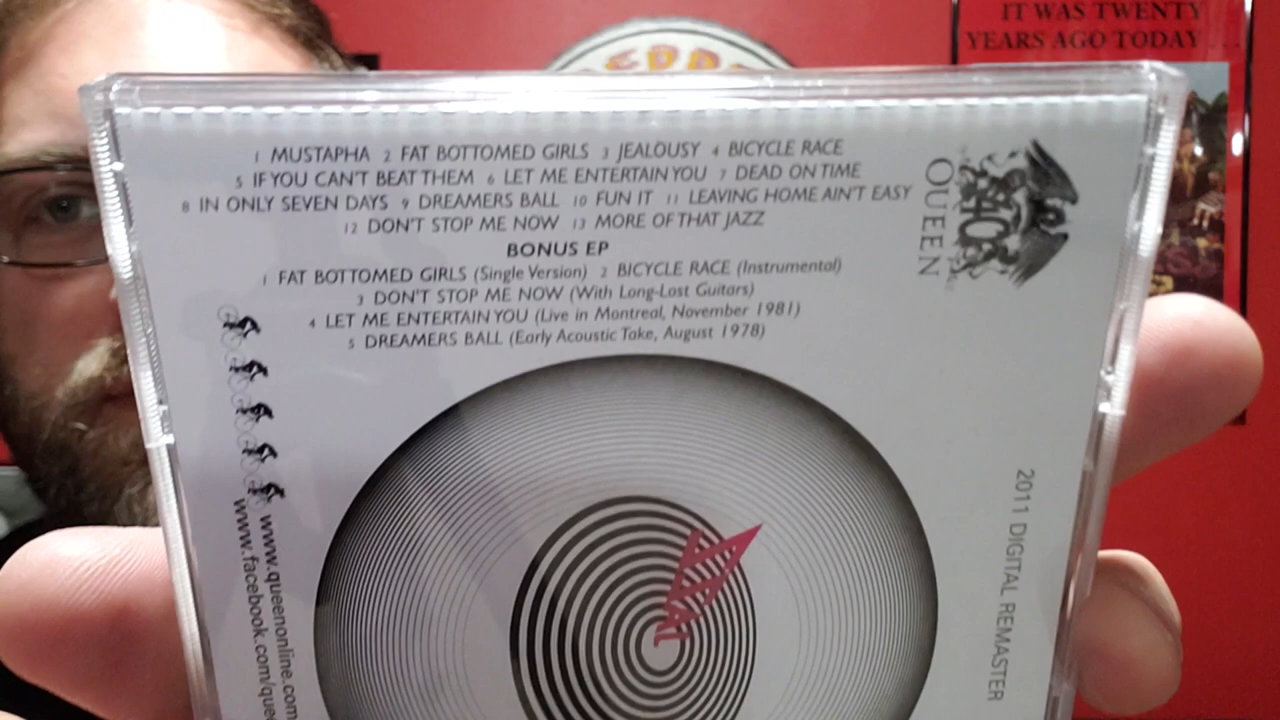 IT WAS TWENTY
YEARS AGO TODAY
1 MUSTAPHA 2 FAT BOTTOMED GIRLS 3 JEALOUSY 4 BICYCLE RACE
5 IF YOU CAN'T BEAT THEM 6 LET ME ENTERTAIN YOU 7 DEAD ON TIME
8 IN ONLY SEVEN DAYS 9 DREAMERS BALL 10 FUN IT 11 LEAVING HOME AIN'T EASY
12 DON'T STOP ME NOW 13 MORE OF THAT JAZZ
BONUS EP
1 FAT BOTTOMED GIRLS (Single Version) 2 BICYCLE RACE (Instrumental)
3 DON'T STOP ME NOW (With Long-Lost Guitars)
4 LET ME ENTERTAIN YOU (Live in Montreal, November 1981)
5 DREAMERS BALL (Early Acoustic Take, August 1978)
40
QUEEN
2011 DIGITAL REMASTER
www.queenonline.com
www.facebook.com/quee